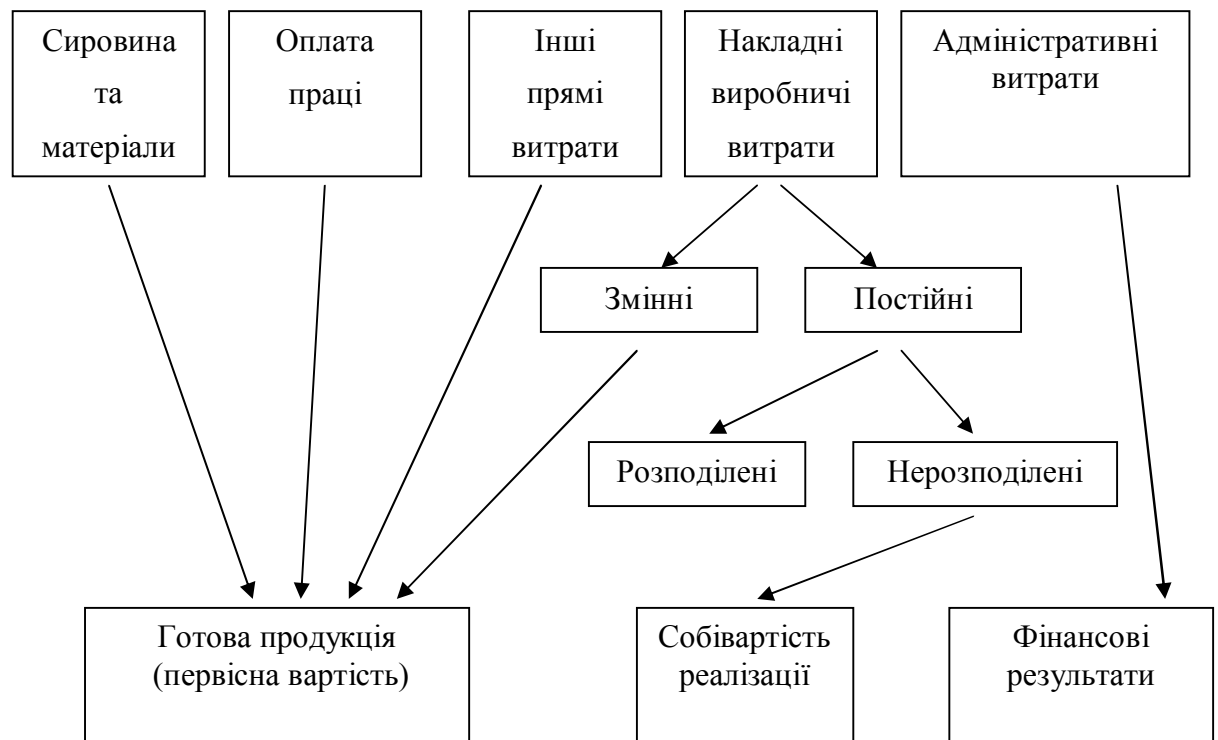 Сировина
та
матеріали
Оплата
праці
Інші
прямі
витрати
Накладні
виробничі
витрати
Адміністративні
витрати
Змінні
Постійні
Розподілені
Нерозподілені
Готова продукція
(первісна вартість)
Собівартість
реалізації
Фінансові
результати